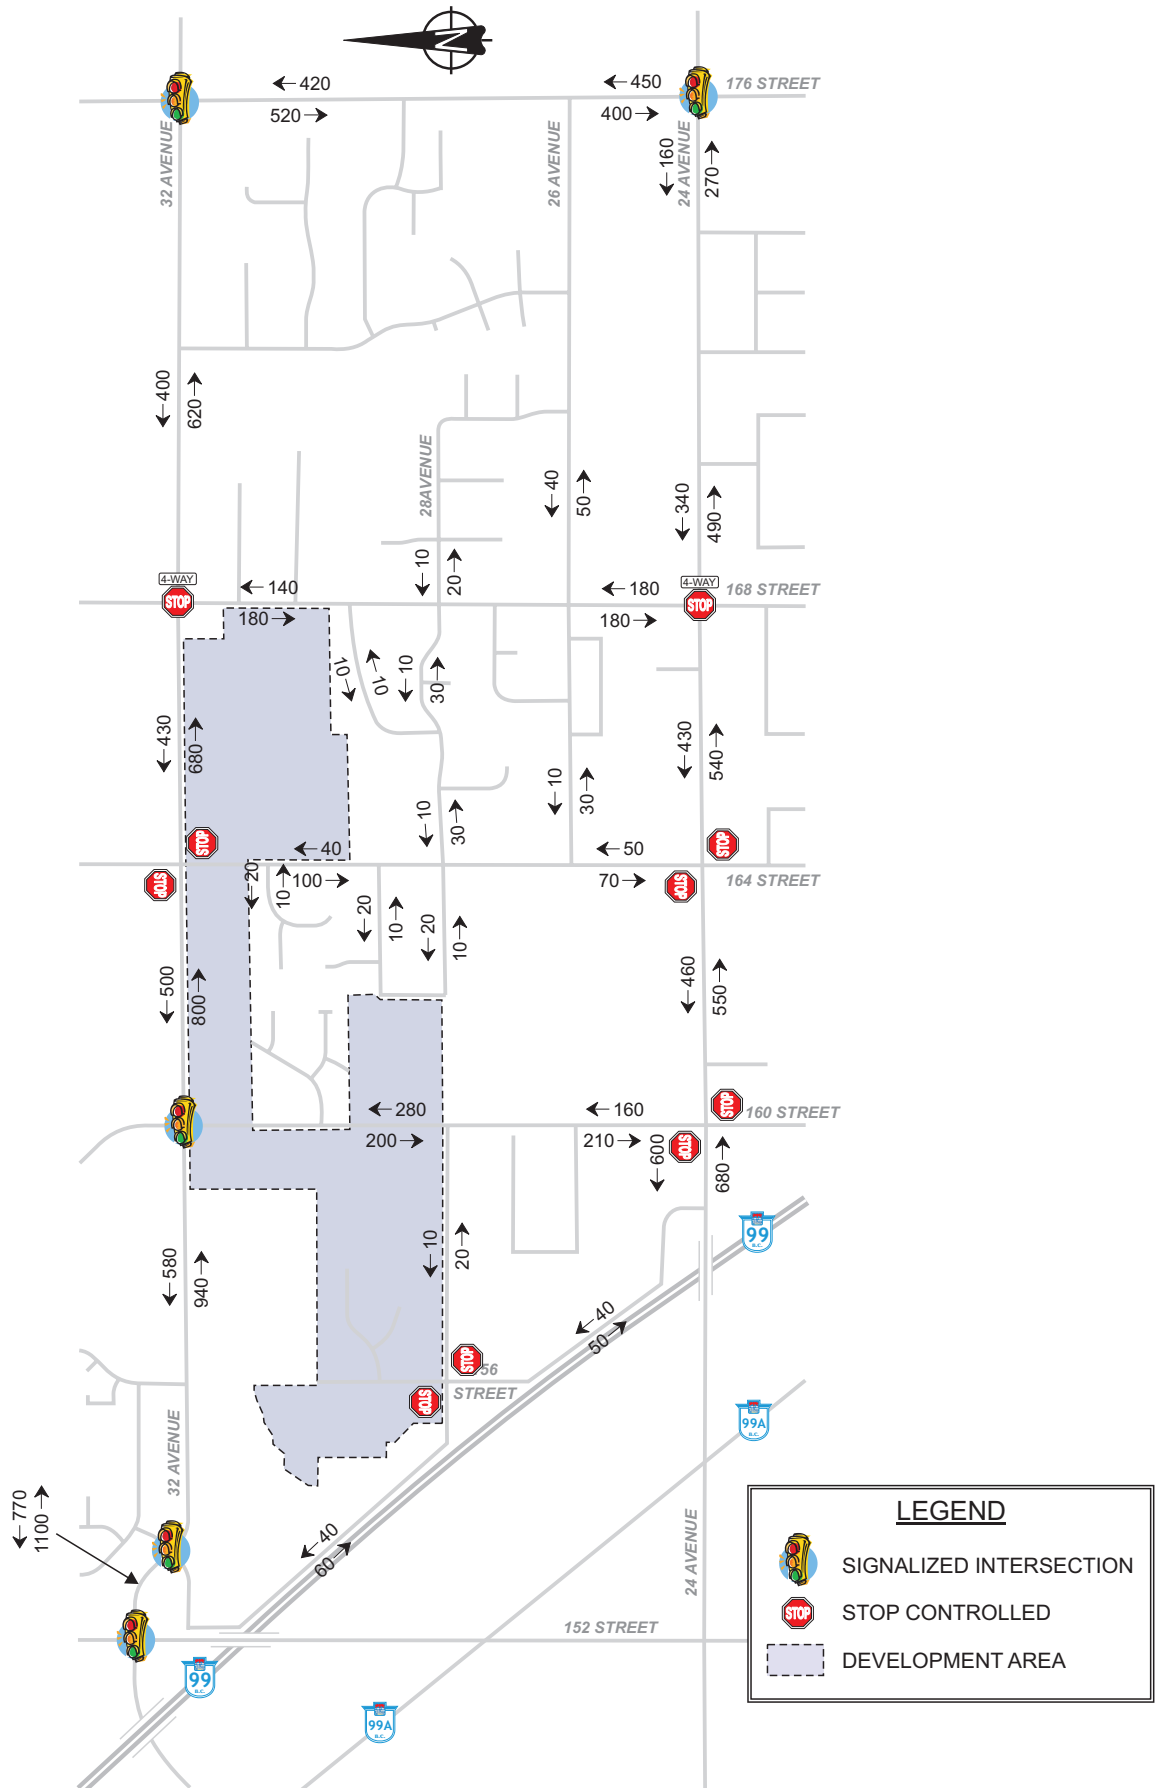 N
←420
←450
176 STREET
520→
400→
32 AVENUE
26 AVENUE
24 AVENUE
←160
270→
←400
620→
28AVENUE
←40
50→
←340
490→
←10
20→
4-WAY
STOP
←140
←180
4-WAY
STOP
168 STREET
180→
180→
10→
←10
←10
30→
←430
680→
←430
540→
←10
30→
←10
30→
STOP
←40
←50
STOP
STOP
←20
10→
100→
70→
STOP
164 STREET
←20
10→
←20
10→
←500
800→
←460
550→
←280
←160
STOP
160 STREET
200→
210→
←600
STOP
680→
←580
940→
←10
20→
99
B.C.
←40
50→
STOP
56
STREET
STOP
99A
B.C.
32 AVENUE
←770
1100→
←40
60→
24 AVENUE
152 STREET
99
B.C.
99A
B.C.
LEGEND
SIGNALIZED INTERSECTION
STOP
STOP CONTROLLED
DEVELOPMENT AREA